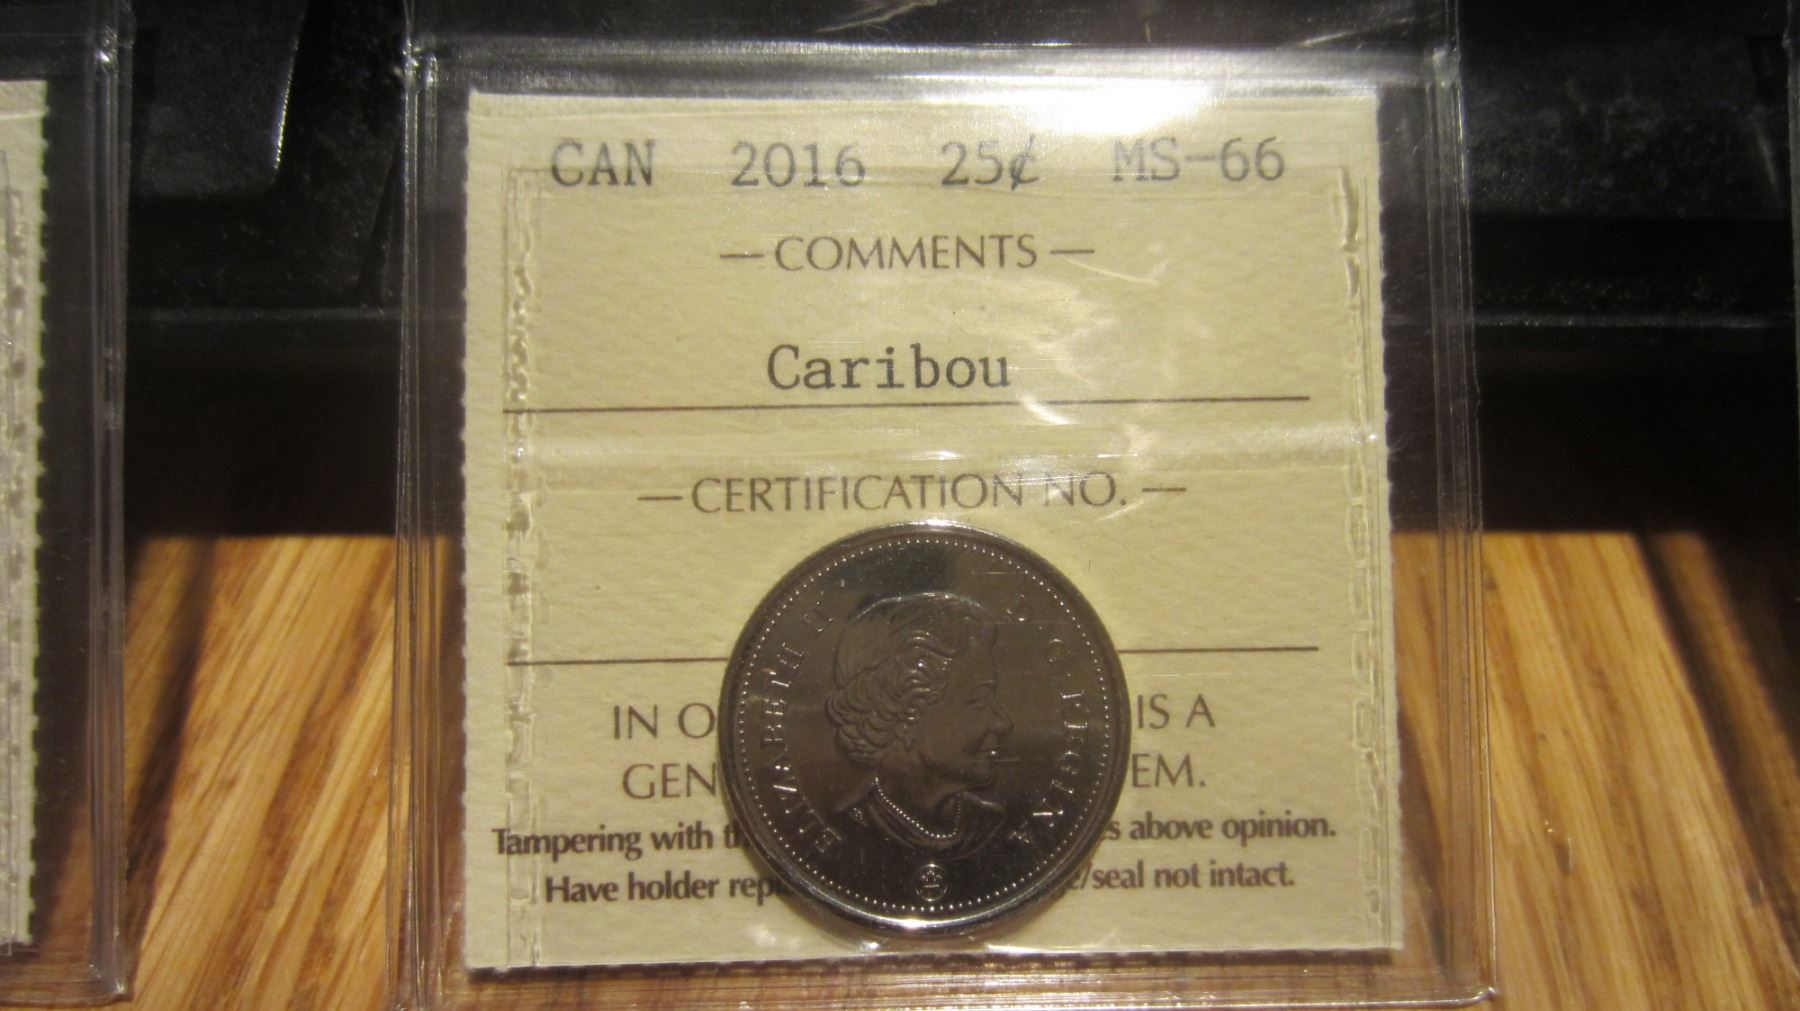 CAN 2016 25¢ MS-66
— COMMENTS —
Caribou
— CERTIFICATION NO. —
IN O IS A
GEN EM.
Tampering with th s above opinion.
Have holder rep e/seal not intact.
ELIZABETH II D·G·REGINA